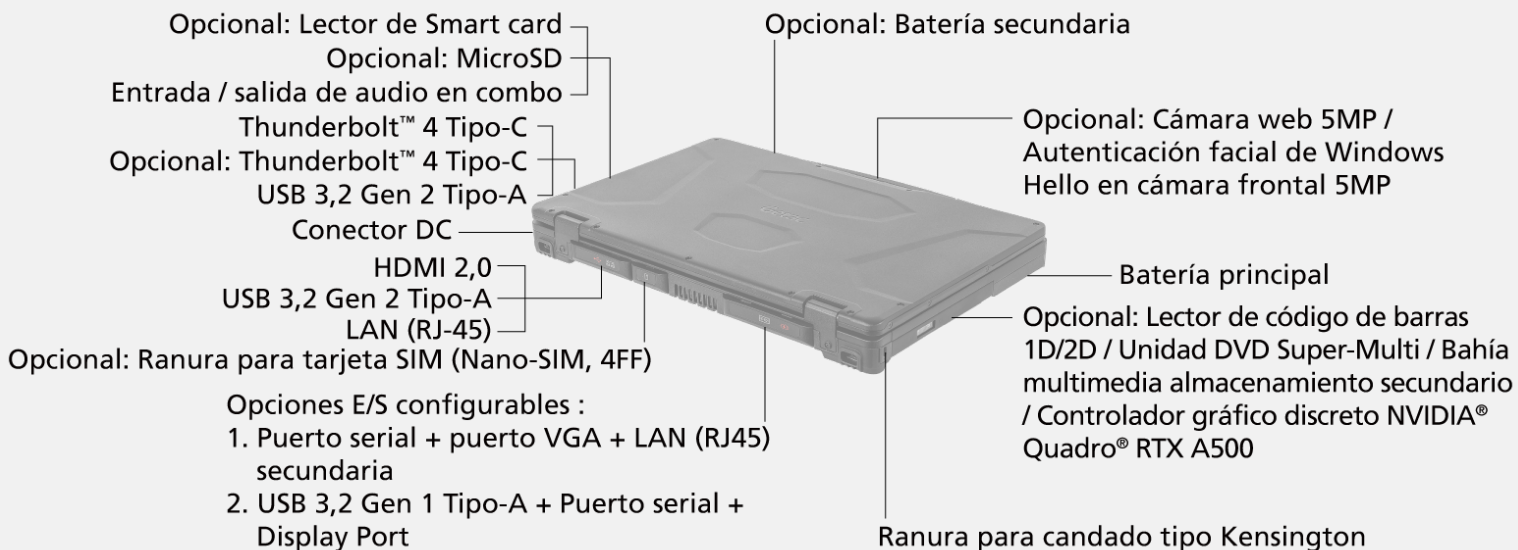 Opcional: Lector de Smart card
Opcional: MicroSD
Entrada / salida de audio en combo
Thunderbolt™ 4 Tipo-C
Opcional: Thunderbolt™ 4 Tipo-C
USB 3,2 Gen 2 Tipo-A
Conector DC
HDMI 2,0
USB 3,2 Gen 2 Tipo-A
LAN (RJ-45)
Opcional: Ranura para tarjeta SIM (Nano-SIM, 4FF)
Opciones E/S configurables :
1. Puerto serial + puerto VGA + LAN (RJ45)
secundaria
2. USB 3,2 Gen 1 Tipo-A + Puerto serial +
Display Port
Opcional: Batería secundaria
Opcional: Cámara web 5MP /
Autenticación facial de Windows
Hello en cámara frontal 5MP
Batería principal
Opcional: Lector de código de barras
1D/2D / Unidad DVD Super-Multi / Bahía
multimedia almacenamiento secundario
/ Controlador gráfico discreto NVIDIA®
Quadro® RTX A500
Ranura para candado tipo Kensington
Getac